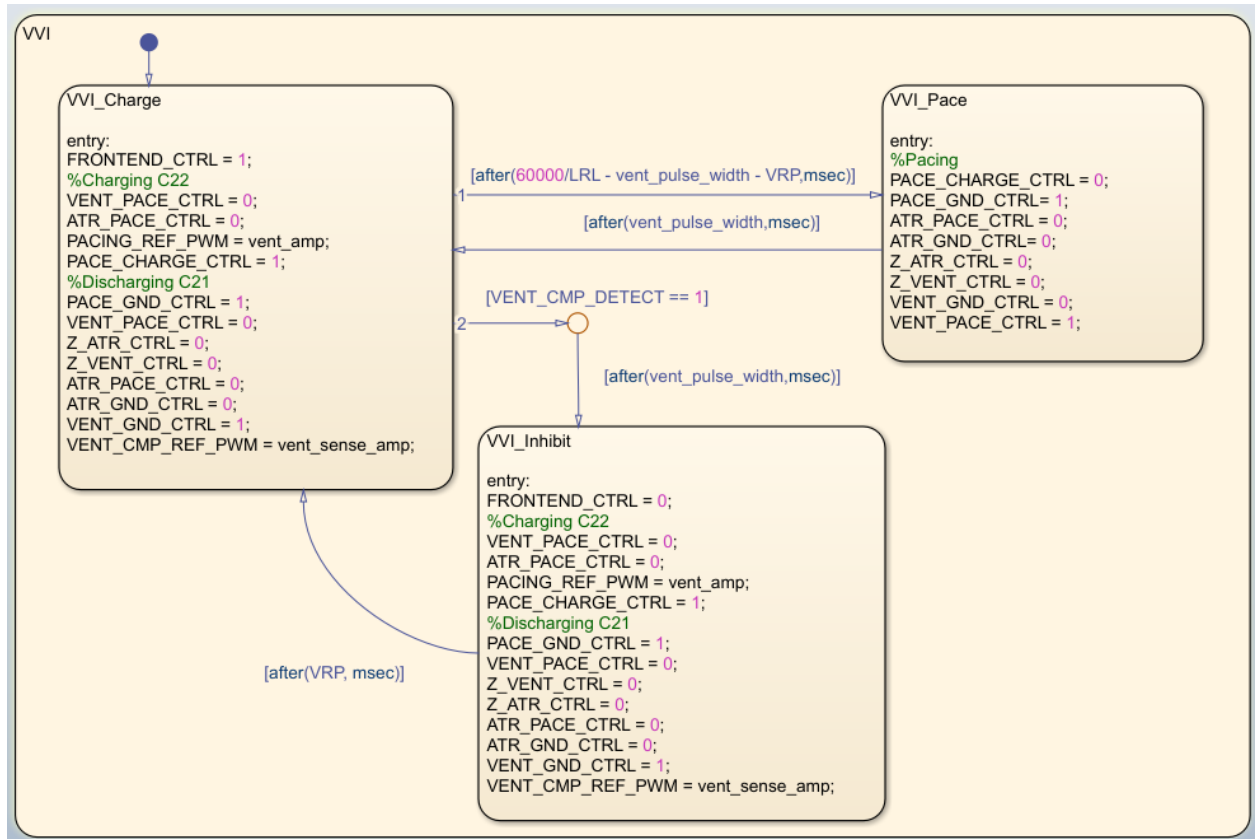 VVI
VVI_Charge
entry:
FRONTEND_CTRL = 1;
%Charging C22
VENT_PACE_CTRL = 0;
ATR_PACE_CTRL = 0;
PACING_REF_PWM = vent_amp;
PACE_CHARGE_CTRL = 1;
%Discharging C21
PACE_GND_CTRL = 1;
VENT_PACE_CTRL = 0;
Z_ATR_CTRL = 0;
Z_VENT_CTRL = 0;
ATR_PACE_CTRL = 0;
ATR_GND_CTRL = 0;
VENT_GND_CTRL = 1;
VENT_CMP_REF_PWM = vent_sense_amp;
1
[after(60000/LRL - vent_pulse_width - VRP,msec)]
[after(vent_pulse_width,msec)]
2
[VENT_CMP_DETECT == 1]
[after(vent_pulse_width,msec)]
VVI_Pace
entry:
%Pacing
PACE_CHARGE_CTRL = 0;
PACE_GND_CTRL= 1;
ATR_PACE_CTRL = 0;
ATR_GND_CTRL= 0;
Z_ATR_CTRL = 0;
Z_VENT_CTRL = 0;
VENT_GND_CTRL = 0;
VENT_PACE_CTRL = 1;
VVI_Inhibit
entry:
FRONTEND_CTRL = 0;
%Charging C22
VENT_PACE_CTRL = 0;
ATR_PACE_CTRL = 0;
PACING_REF_PWM = vent_amp;
PACE_CHARGE_CTRL = 1;
%Discharging C21
PACE_GND_CTRL = 1;
VENT_PACE_CTRL = 0;
Z_VENT_CTRL = 0;
Z_ATR_CTRL = 0;
ATR_PACE_CTRL = 0;
ATR_GND_CTRL = 0;
VENT_GND_CTRL = 1;
VENT_CMP_REF_PWM = vent_sense_amp;
[after(VRP, msec)]